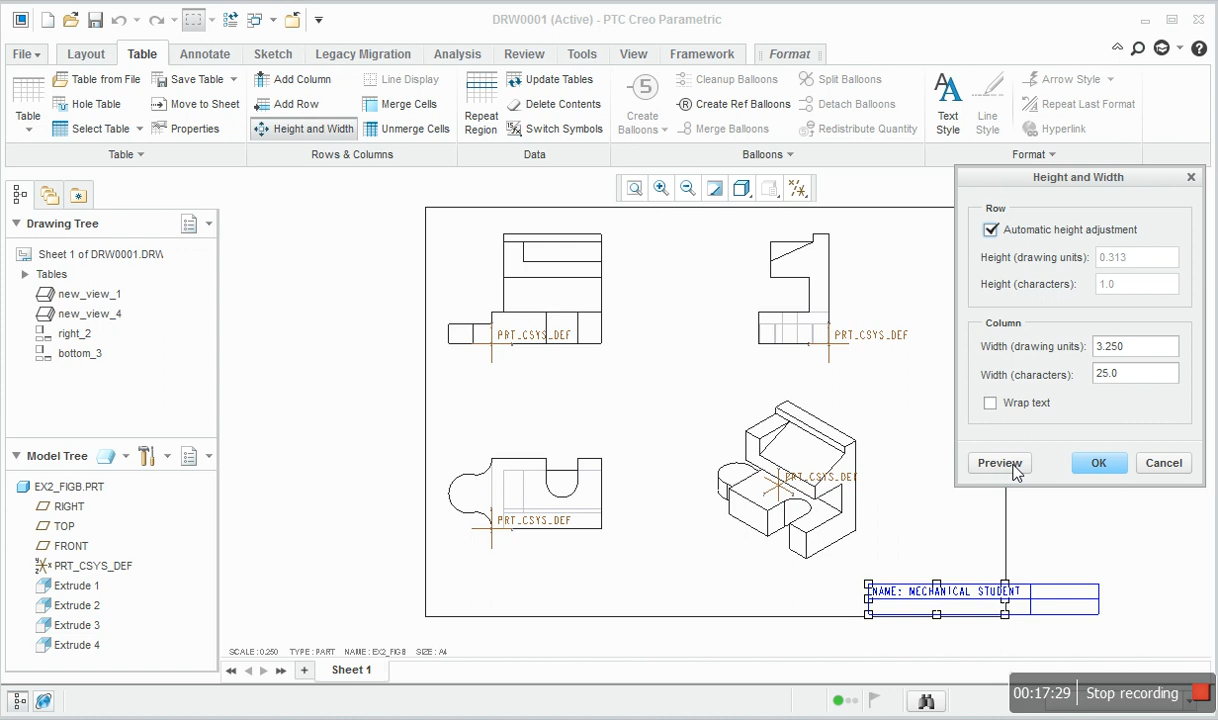 DRW0001 (Active) - PTC Creo Parametric
File Layout Table Annotate Sketch Legacy Migration Analysis Review Tools View Framework Format
Table
Table from File
Hole Table
Select Table
Save Table
Move to Sheet
Properties
Table
Add Column
Add Row
Height and Width
Line Display
Merge Cells
Unmerge Cells
Rows & Columns
Repeat
Region
Update Tables
Delete Contents
Switch Symbols
Data
Create
Balloons
Cleanup Balloons
Create Ref Balloons
Merge Balloons
Split Balloons
Detach Balloons
Redistribute Quantity
Balloons
Text
Style
Line
Style
Arrow Style
Repeat Last Format
Hyperlink
Format
Drawing Tree
Sheet 1 of DRW0001.DRW
Tables
new_view_1
new_view_4
right_2
bottom_3
Model Tree
EX2_FIGB.PRT
RIGHT
TOP
FRONT
PRT_CSYS_DEF
Extrude 1
Extrude 2
Extrude 3
Extrude 4
PRT_CSYS_DEF
PRT_CSYS_DEF
PRT_CSYS_DEF
PRT_CSYS_DEF
NAME: MECHANICAL STUDENT
SCALE : 0.250 TYPE : PART NAME : EX2_FIGB SIZE : A4
Sheet 1
Height and Width
Row
Automatic height adjustment
Height (drawing units): 0.313
Height (characters): 1.0
Column
Width (drawing units): 3.250
Width (characters): 25.0
Wrap text
Preview OK Cancel
00:17:29 Stop recording